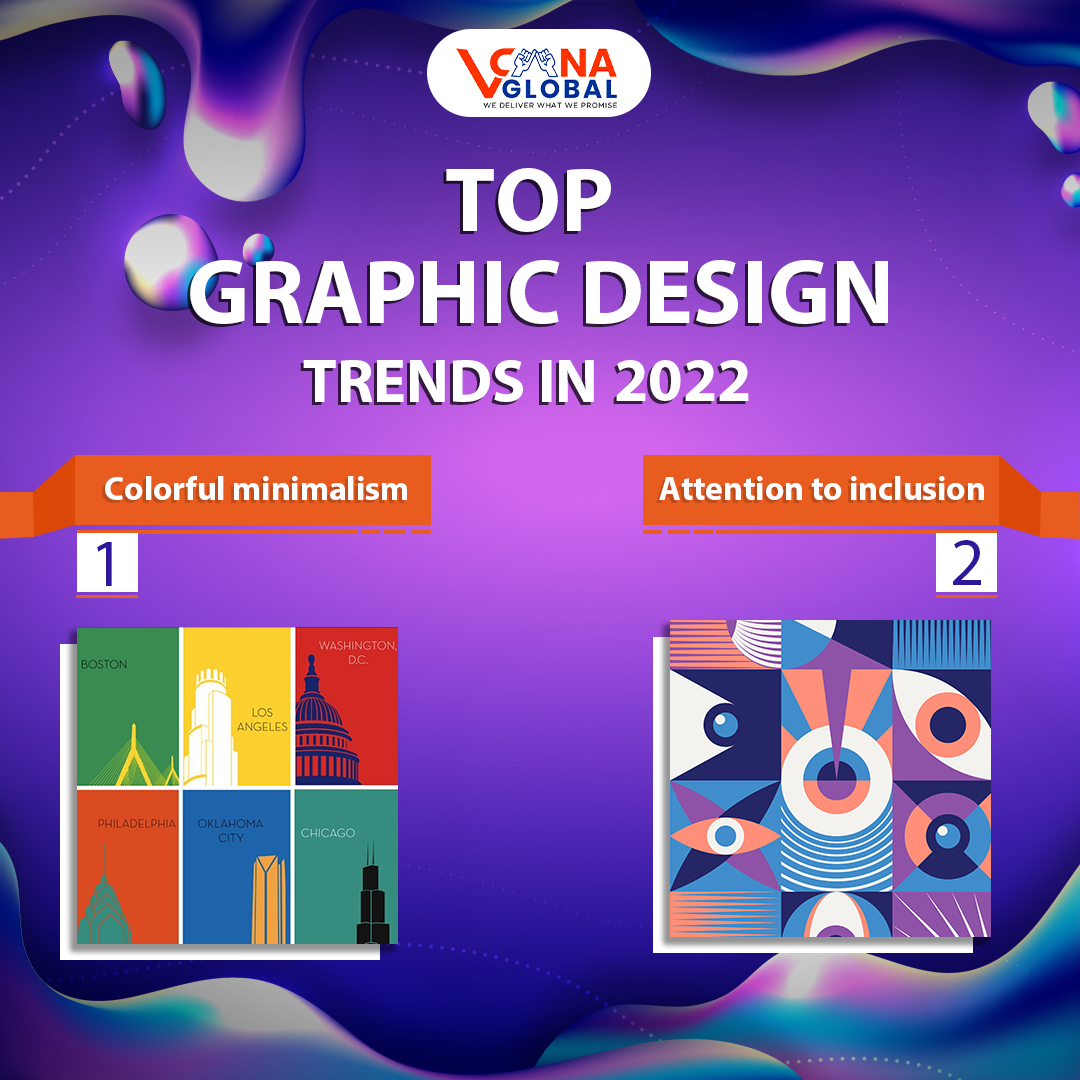 VCANA
GLOBAL
WE DELIVER WHAT WE PROMISE
TOP
GRAPHIC DESIGN
TRENDS IN 2022
Colorful minimalism
1
BOSTON
LOS
ANGELES
WASHINGTON,
D.C.
PHILADELPHIA
OKLAHOMA
CITY
CHICAGO
Attention to inclusion
2